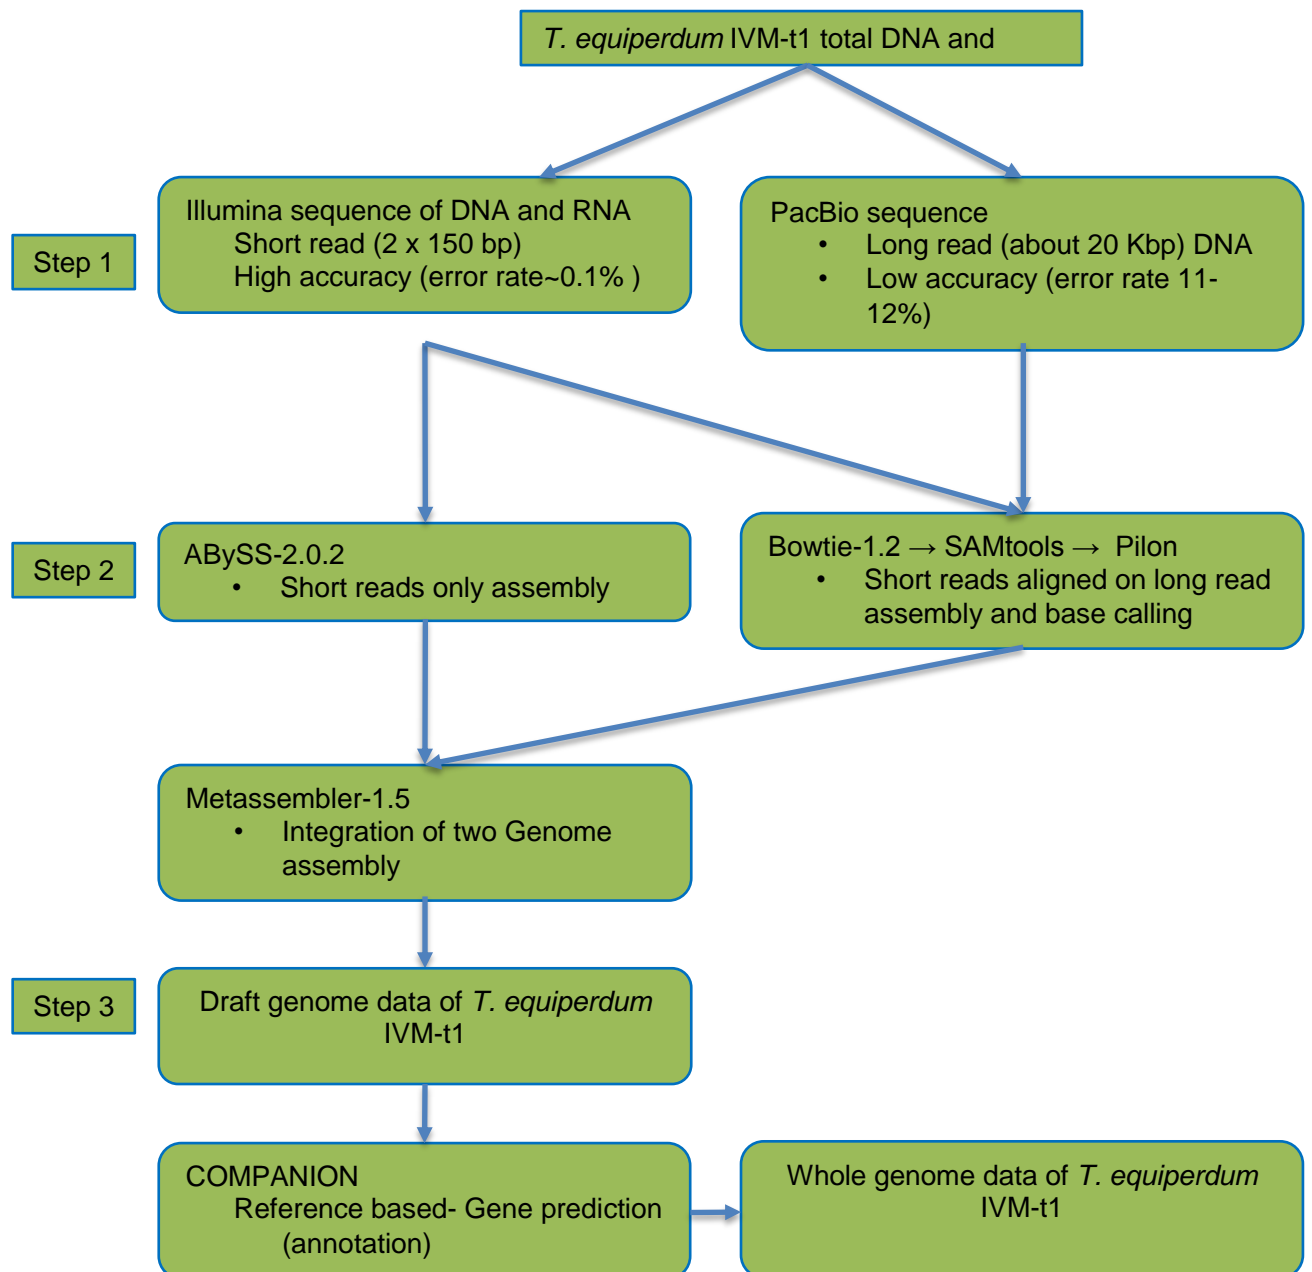 T. equiperdum IVM-t1 total DNA and
Illumina sequence of DNA and RNA
Short read (2 x 150 bp)
High accuracy (error rate~0.1% )
PacBio sequence
• Long read (about 20 Kbp) DNA
• Low accuracy (error rate 11-
12%)
Step 1
ABySS-2.0.2
• Short reads only assembly
Bowtie-1.2 → SAMtools → Pilon
• Short reads aligned on long read
assembly and base calling
Step 2
Metassembler-1.5
• Integration of two Genome
assembly
Step 3
Draft genome data of T. equiperdum
IVM-t1
COMPANION
Reference based- Gene prediction
(annotation)
Whole genome data of T. equiperdum
IVM-t1